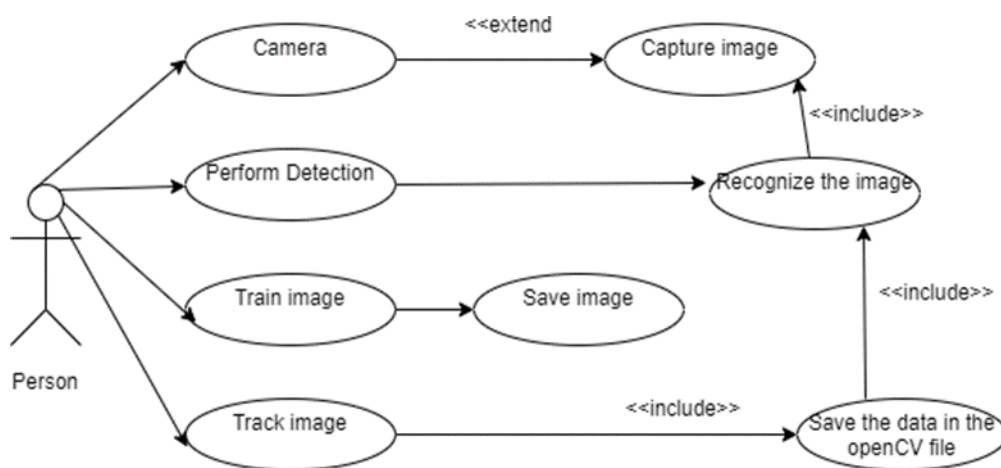 <<extend
Camera
Capture image
<<include>>
Perform Detection
Recognize the image
Train image
Save image
<<include>>
Person
Track image
<<include>>
Save the data in the
openCV file